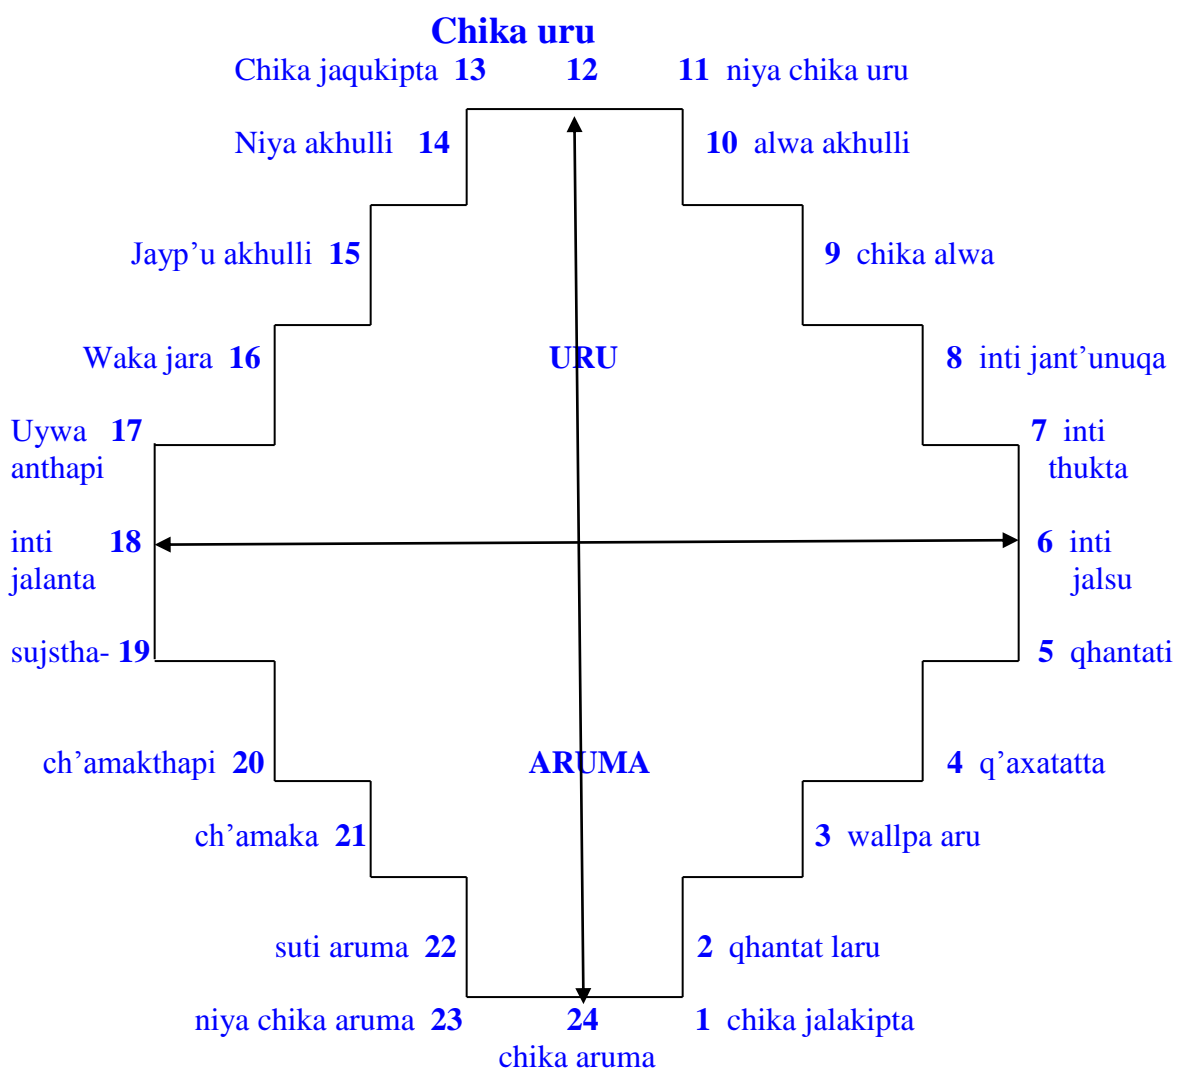 Chika uru
Chika jaqukipta 13 12 11 niya chika uru
Niya akhulli 14 10 alwa akhulli
Jayp’u akhulli 15 9 chika alwa
Waka jara 16 URU 8 inti jant’unuqa
Uywa 17 7 inti
anthapi thukta
inti 18 6 inti
jalanta jalsu
sujstha- 19 5 qhantati
ch’amakthapi 20 ARUMA 4 q’axatatta
ch’amaka 21 3 wallpa aru
suti aruma 22 2 qhantat laru
niya chika aruma 23 24 1 chika jalakipta
chika aruma